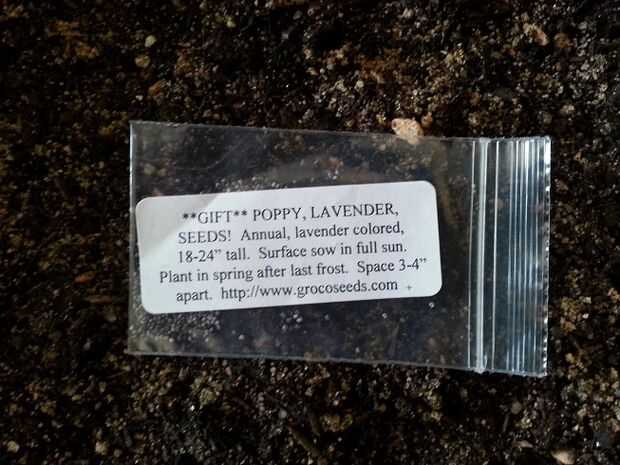 **GIFT** POPPY, LAVENDER,
SEEDS! Annual, lavender colored,
18-24” tall. Surface sow in full sun.
Plant in spring after last frost. Space 3-4”
apart. http://www.grocoseeds.com +